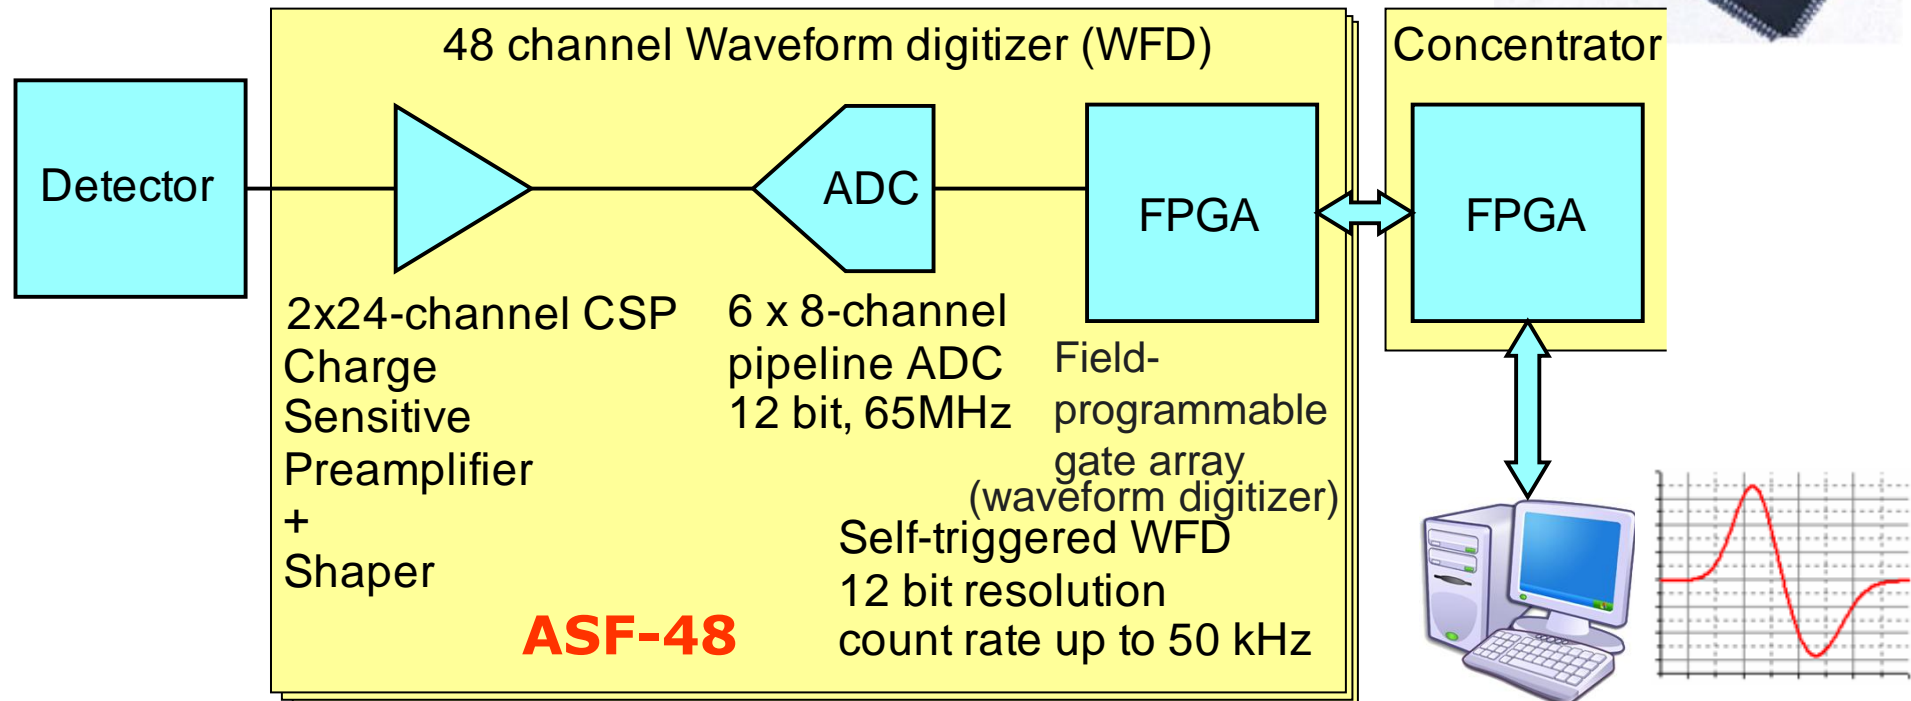 48 channel Waveform digitizer (WFD)
Concentrator
Detector
ADC
FPGA
FPGA
2x24-channel CSP
Charge
Sensitive
Preamplifier
+
Shaper
6 x 8-channel
pipeline ADC
12 bit, 65MHz
Field-
programmable
gate array
(waveform digitizer)
Self-triggered WFD
12 bit resolution
count rate up to 50 kHz
ASF-48